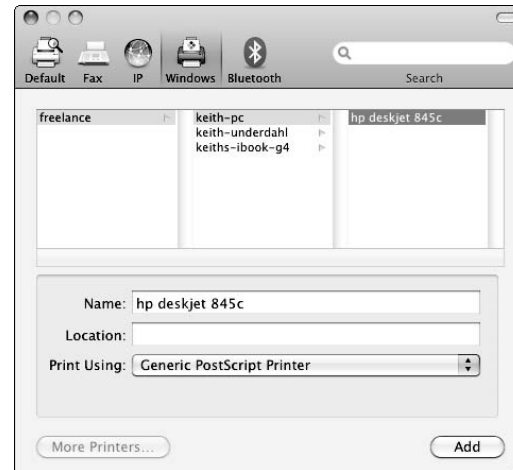 Default Fax IP Windows Bluetooth Search
freelance keith-pc hp deskjet 845c
keith-underdahl
keiths-ibook-g4
Name: hp deskjet 845c
Location:
Print Using: Generic PostScript Printer
More Printers... Add